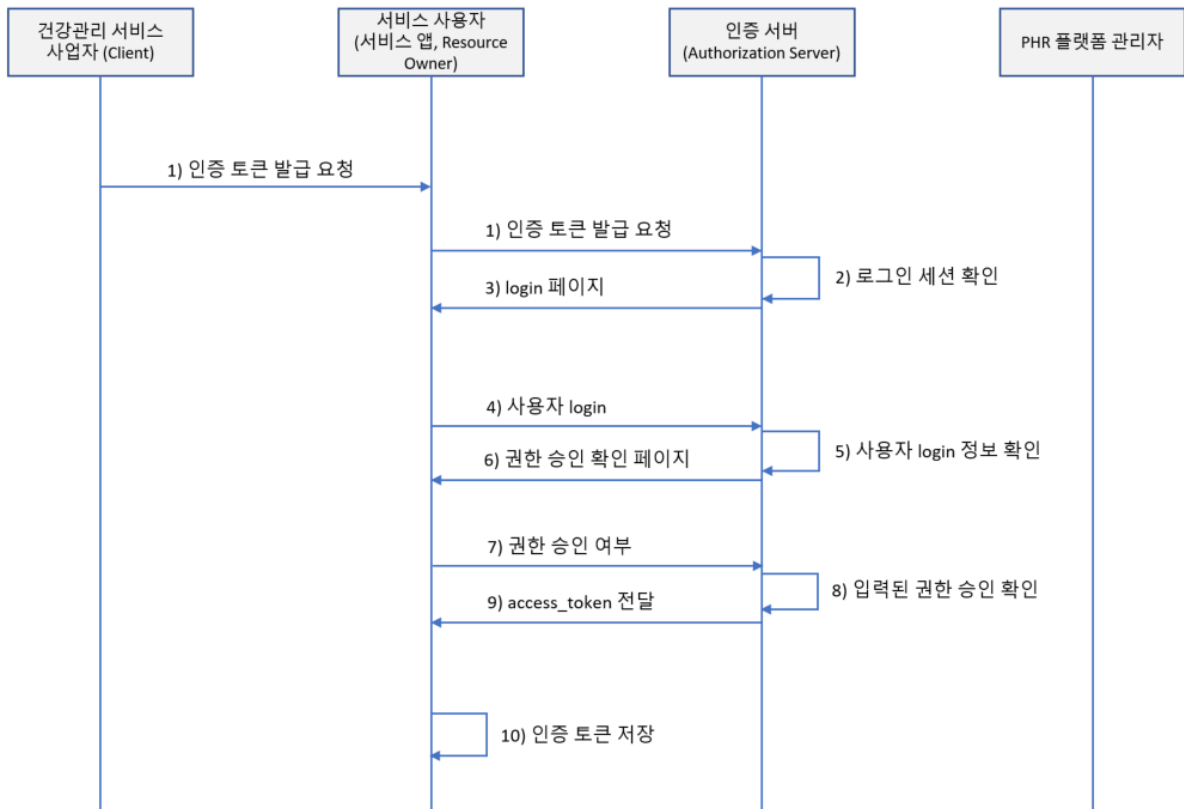 건강관리 서비스
사업자 (Client)
서비스 사용자
(서비스 앱, Resource
Owner)
인증 서버
(Authorization Server)
PHR 플랫폼 관리자
1) 인증 토큰 발급 요청
1) 인증 토큰 발급 요청
2) 로그인 세션 확인
3) login 페이지
4) 사용자 login
5) 사용자 login 정보 확인
6) 권한 승인 확인 페이지
7) 권한 승인 여부
8) 입력된 권한 승인 확인
9) access_token 전달
10) 인증 토큰 저장